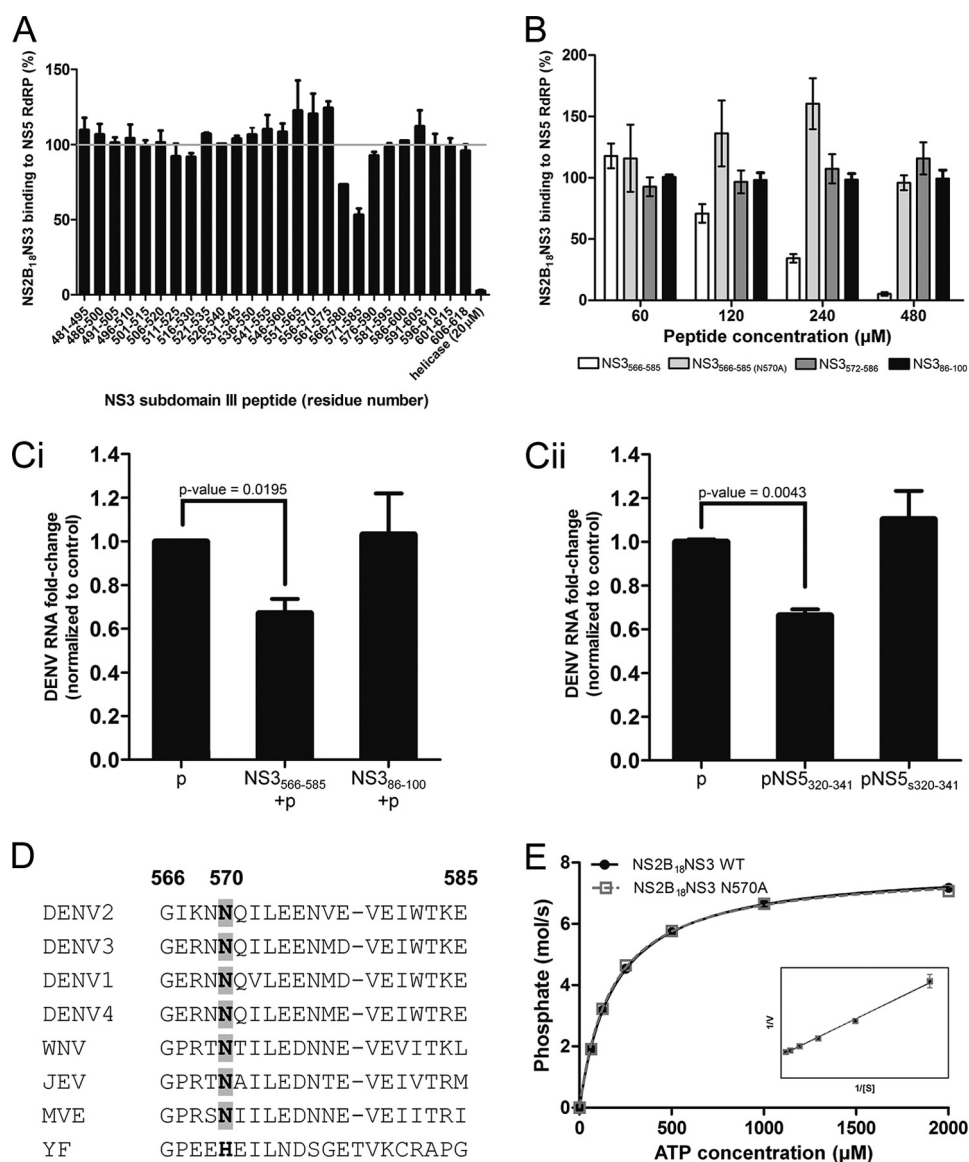 A
NS2B₁₈NS3 binding to NS5 RdRP (%)
150
100
50
0
481-495
486-500
491-505
496-510
501-515
506-520
511-525
516-530
521-535
526-540
531-545
536-550
541-555
546-560
551-565
556-570
561-575
566-580
571-585
576-590
581-595
586-600
591-605
596-610
601-615
606-618
helicase (20µM)
NS3 subdomain III peptide (residue number)
B
NS2B₁₈NS3 binding to NS5 RdRP (%)
200
150
100
50
0
60 120 240 480
Peptide concentration (µM)
NS3₅₆₆₋₅₈₅ NS3₅₆₆₋₅₈₅ (N570A) NS3₅₇₂₋₅₈₆ NS3₈₆₋₁₀₀
Ci
DENV RNA fold-change
(normalized to control)
1.4
1.2
1.0
0.8
0.6
0.4
0.2
0.0
p-value = 0.0195
p NS3₅₆₆₋₅₈₅ NS3₈₆₋₁₀₀
+p +p
Cii
DENV RNA fold-change
(normalized to control)
1.4
1.2
1.0
0.8
0.6
0.4
0.2
0.0
p-value = 0.0043
p pNS5₃₂₀₋₃₄₁ pNS5s₃₂₀₋₃₄₁
D
566 570 585
DENV2 GIKNNQILEENVE-VEIWTKE
DENV3 GERNNQILEENMD-VEIWTKE
DENV1 GERNNQVLEENMD-VEIWTKE
DENV4 GERNNQILEENME-VEIWTRE
WNV GPRTNTILEDNNE-VEVITKL
JEV GPRTNAILEDNTE-VEIVTRM
MVE GPRSNIILEDNNE-VEIITRI
YF GPEEHEILNDSGETVKCRAPG
E
Phosphate (mol/s)
8
6
4
2
0
NS2B₁₈NS3 WT
NS2B₁₈NS3 N570A
1/V
1/[S]
0 500 1000 1500 2000
ATP concentration (µM)